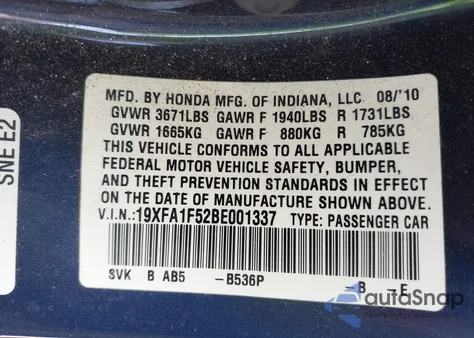 MFD. BY HONDA MFG. OF INDIANA, LLC 08/'10
GVWR 3671LBS GAWR F 1940LBS R 1731LBS
GVWR 1665KG GAWR F 880KG R 785KG
THIS VEHICLE CONFORMS TO ALL APPLICABLE
FEDERAL MOTOR VEHICLE SAFETY, BUMPER,
AND THEFT PREVENTION STANDARDS IN EFFECT
ON THE DATE OF MANUFACTURE SHOWN ABOVE.
V.I.N.:19XFA1F52BE001337 TYPE: PASSENGER CAR
SVK B AB5 -B536P -B -E
SNE E2
autoSnap